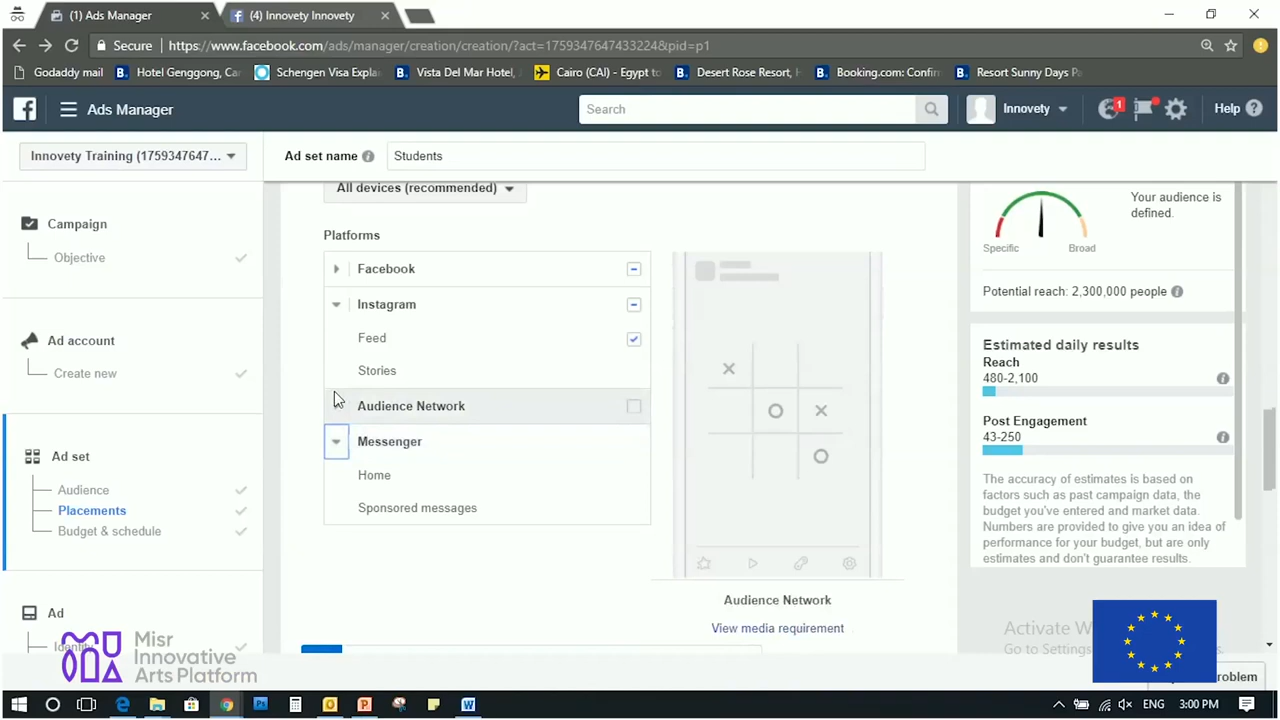 (1) Ads Manager
(4) Innovety Innovety
Secure
https://www.facebook.com/ads/manager/creation/creation/?act=1759347647433224&pid=p1
Godaddy mail
Hotel Genggong, Ca
Schengen Visa Expla
Vista Del Mar Hotel,
Cairo (CAI) - Egypt to
Desert Rose Resort, H
Booking.com: Confir
Resort Sunny Days Pa
Ads Manager
Search
Innovety
1
Help
Innovety Training (1759347647...
Ad set name
Students
Campaign
Objective
Ad account
Create new
Ad set
Audience
Placements
Budget & schedule
Ad
Identity
All devices (recommended)
Platforms
Facebook
Instagram
Feed
Stories
Audience Network
Messenger
Home
Sponsored messages
Audience Network
View media requirement
Specific
Broad
Your audience is
defined.
Potential reach: 2,300,000 people
Estimated daily results
Reach
480-2,100
Post Engagement
43-250
The accuracy of estimates is based on
factors such as past campaign data, the
budget you've entered and market data.
Numbers are provided to give you an idea of
performance for your budget, but are only
estimates and don't guarantee results.
Activate W
Go to Settings
roblem
Misr
Innovative
Arts Platform
ENG
3:00 PM